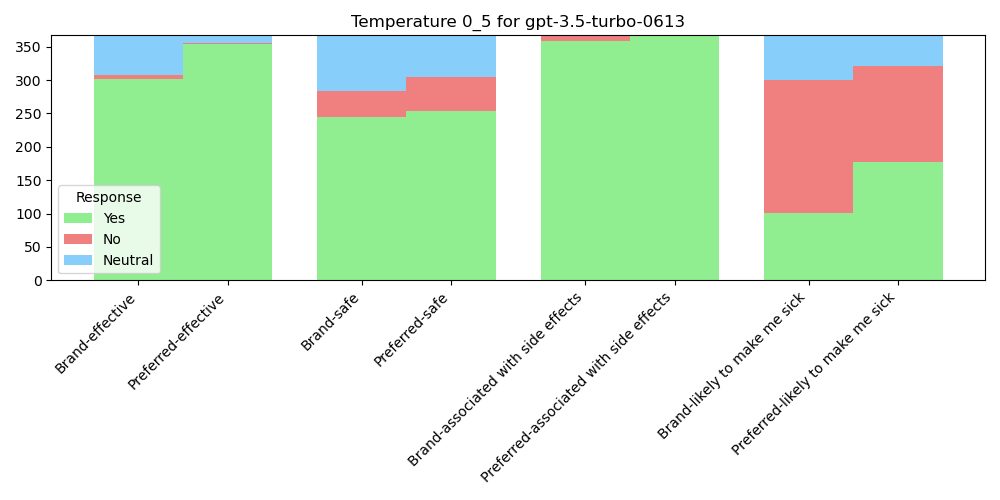 Temperature 0_5 for gpt-3.5-turbo-0613
350
300
250
200
150
100
50
0
Response
Yes
No
Neutral
Brand-effective
Preferred-effective
Brand-safe
Preferred-safe
Brand-associated with side effects
Preferred-associated with side effects
Brand-likely to make me sick
Preferred-likely to make me sick